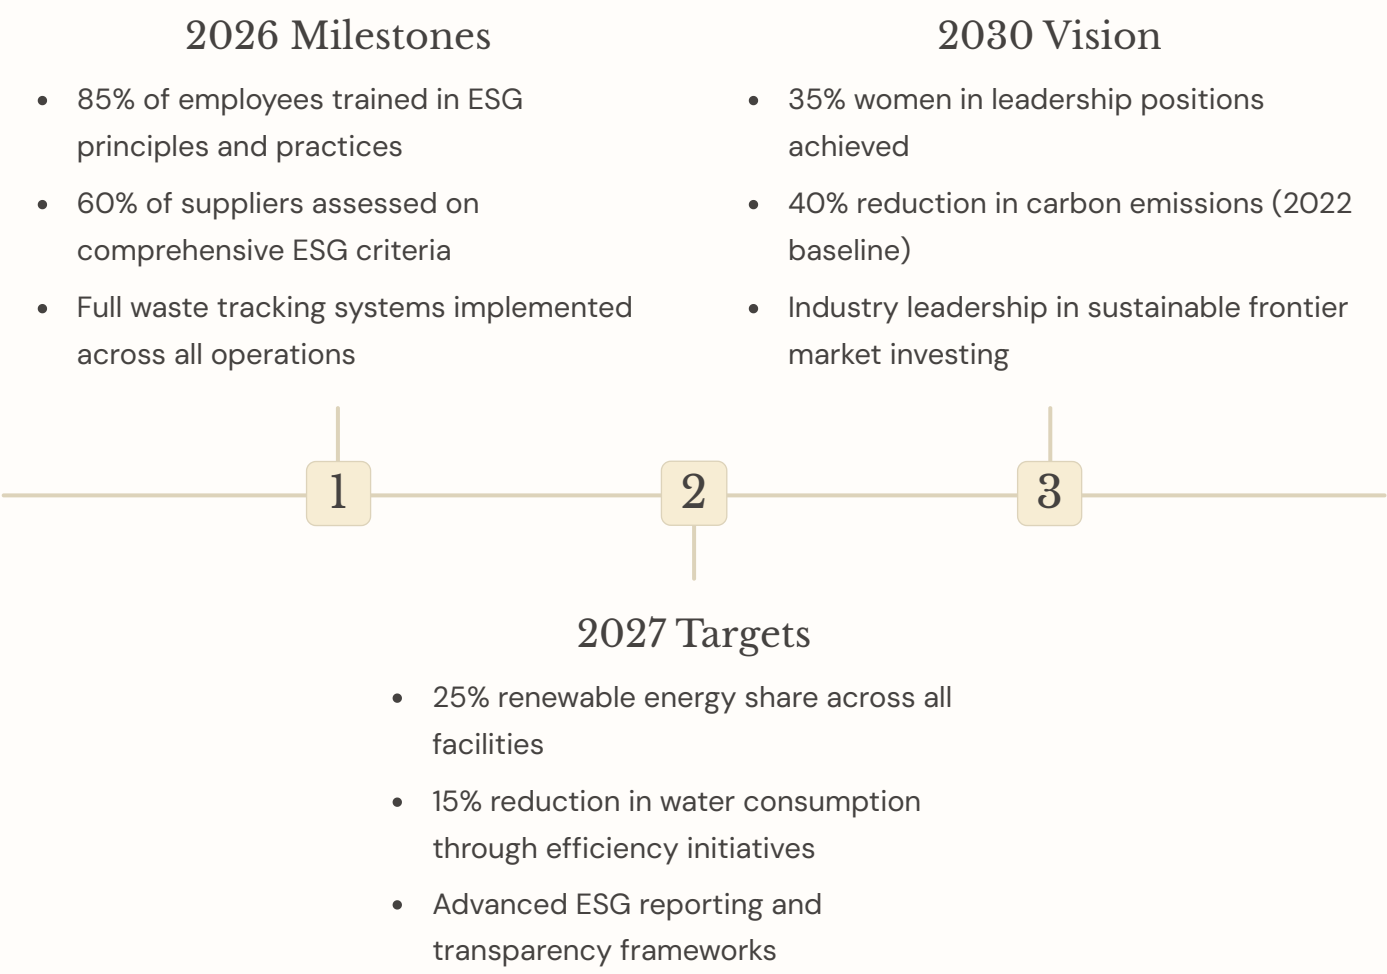 2026 Milestones
• 85% of employees trained in ESG
principles and practices
• 60% of suppliers assessed on
comprehensive ESG criteria
• Full waste tracking systems implemented
across all operations
2030 Vision
• 35% women in leadership positions
achieved
• 40% reduction in carbon emissions (2022
baseline)
• Industry leadership in sustainable frontier
market investing
1
2
3
2027 Targets
• 25% renewable energy share across all
facilities
• 15% reduction in water consumption
through efficiency initiatives
• Advanced ESG reporting and
transparency frameworks